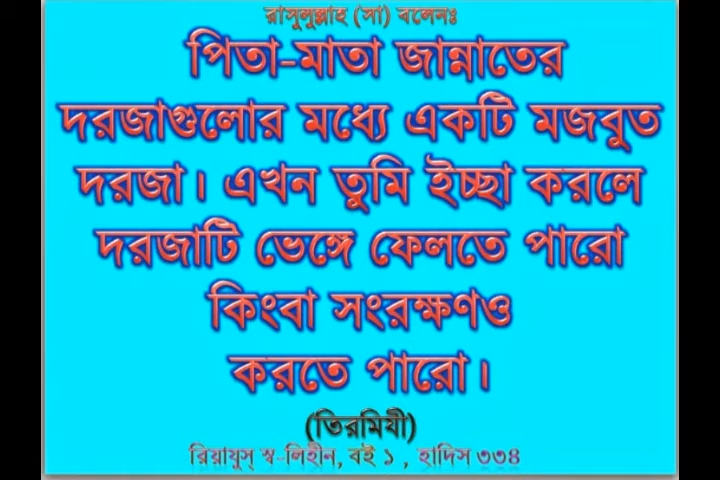 রাসুলুল্লাহ (সা) বলেনঃ
পিতা-মাতা জান্নাতের
দরজাগুলোর মধ্যে একটি মজবুত
দরজা। এখন তুমি ইচ্ছা করলে
দরজাটি ভেঙ্গে ফেলতে পারো
কিংবা সংরক্ষণও
করতে পারো।
(তিরমিযী)
রিয়াযুস্ স্ব-লিহীন, বই ১ , হাদিস ৩৩৪